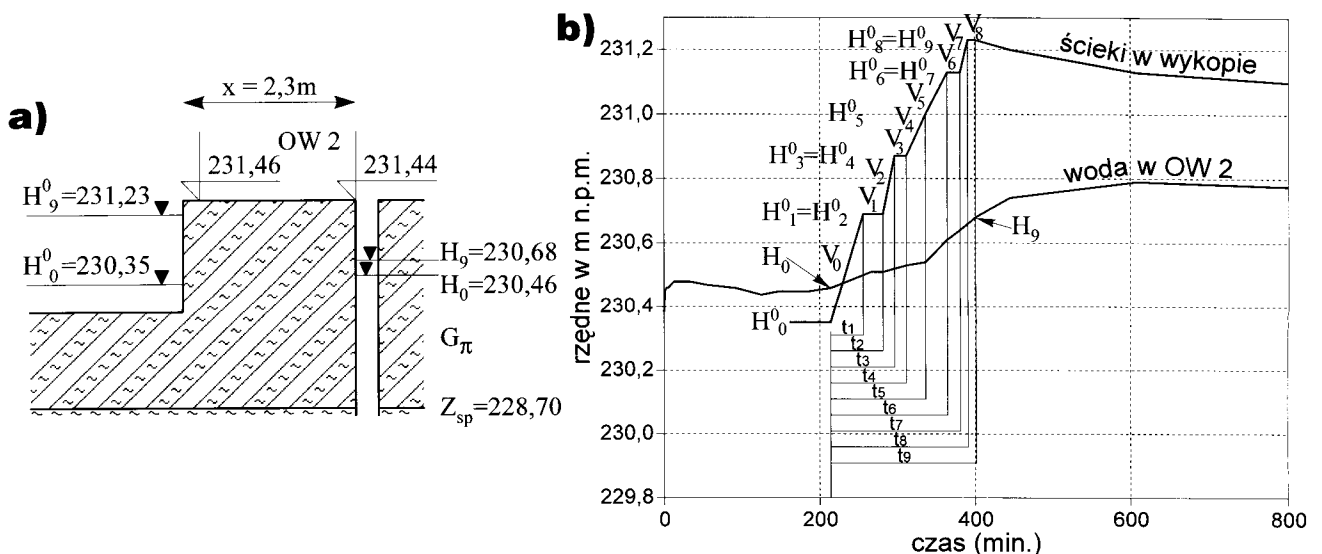 a)
x = 2,3m
OW 2
231,46
231,44
H⁰₉=231,23
H⁰₀=230,35
H₉=230,68
H₀=230,46
Gπ
Zsp=228,70
b)
rzędne w m n.p.m.
231,2
231,0
230,8
230,6
230,4
230,2
230,0
229,8
H⁰₈=H⁰₉
H⁰₆=H⁰₇
H⁰₅
H⁰₃=H⁰₄
H⁰₁=H⁰₂
H⁰₀
V₈
V₇
V₆
V₅
V₄
V₃
V₂
V₁
V₀
H₀
H₉
ścieki w wykopie
woda w OW 2
t₁
t₂
t₃
t₄
t₅
t₆
t₇
t₈
t₉
0
200
400
600
800
czas (min.)